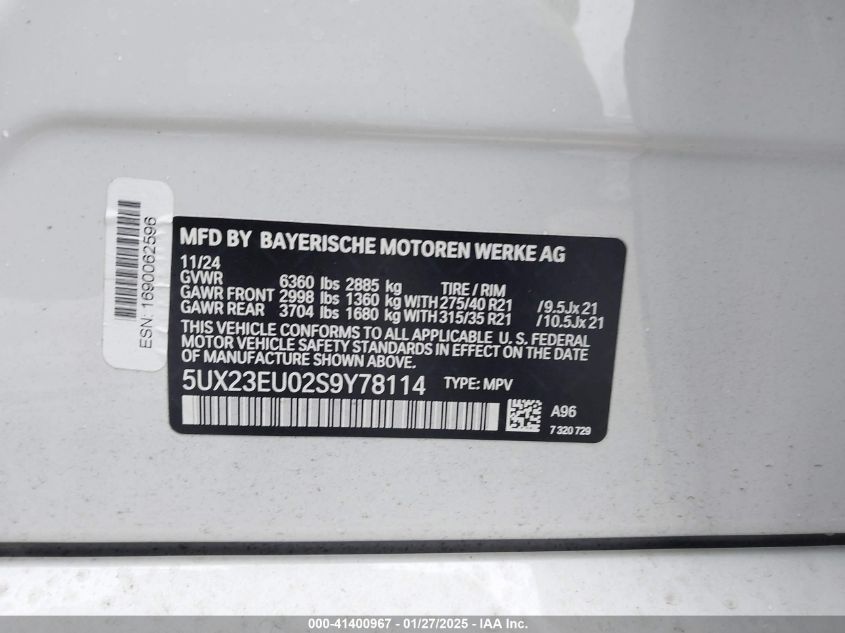 ESN: 1690062596
MFD BY BAYERISCHE MOTOREN WERKE AG
11/24
GVWR 6360 lbs 2885 kg TIRE / RIM
GAWR FRONT 2998 lbs 1360 kg WITH 275/40 R21 / 9.5Jx21
GAWR REAR 3704 lbs 1680 kg WITH 315/35 R21 / 10.5Jx21
THIS VEHICLE CONFORMS TO ALL APPLICABLE U. S. FEDERAL
MOTOR VEHICLE SAFETY STANDARDS IN EFFECT ON THE DATE
OF MANUFACTURE SHOWN ABOVE.
5UX23EU02S9Y78114 TYPE: MPV
A96
7 320 729
000-41400967 - 01/27/2025 - IAA Inc.